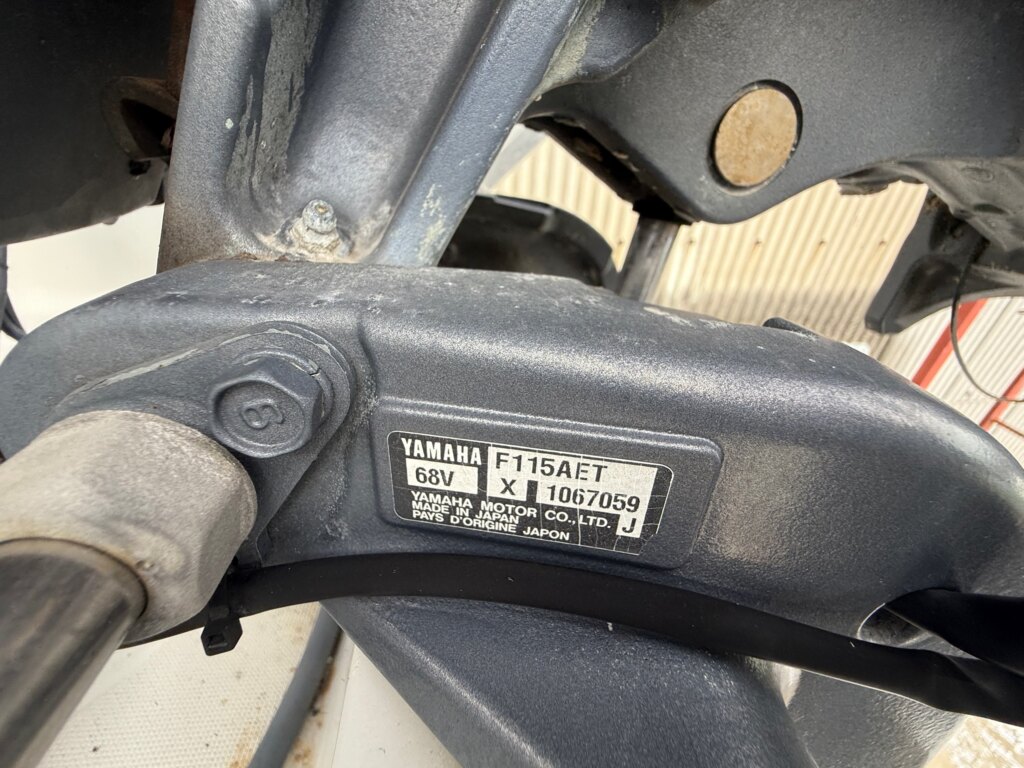 8
YAMAHA F115AET
68V X 1067059
YAMAHA MOTOR CO.,LTD. J
MADE IN JAPAN
PAYS D'ORIGINE JAPON